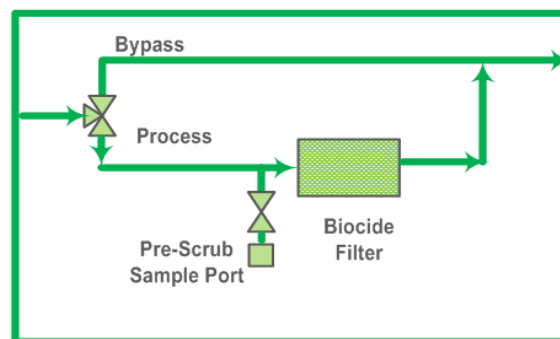 Bypass
Process
Pre-Scrub
Sample Port
Biocide
Filter